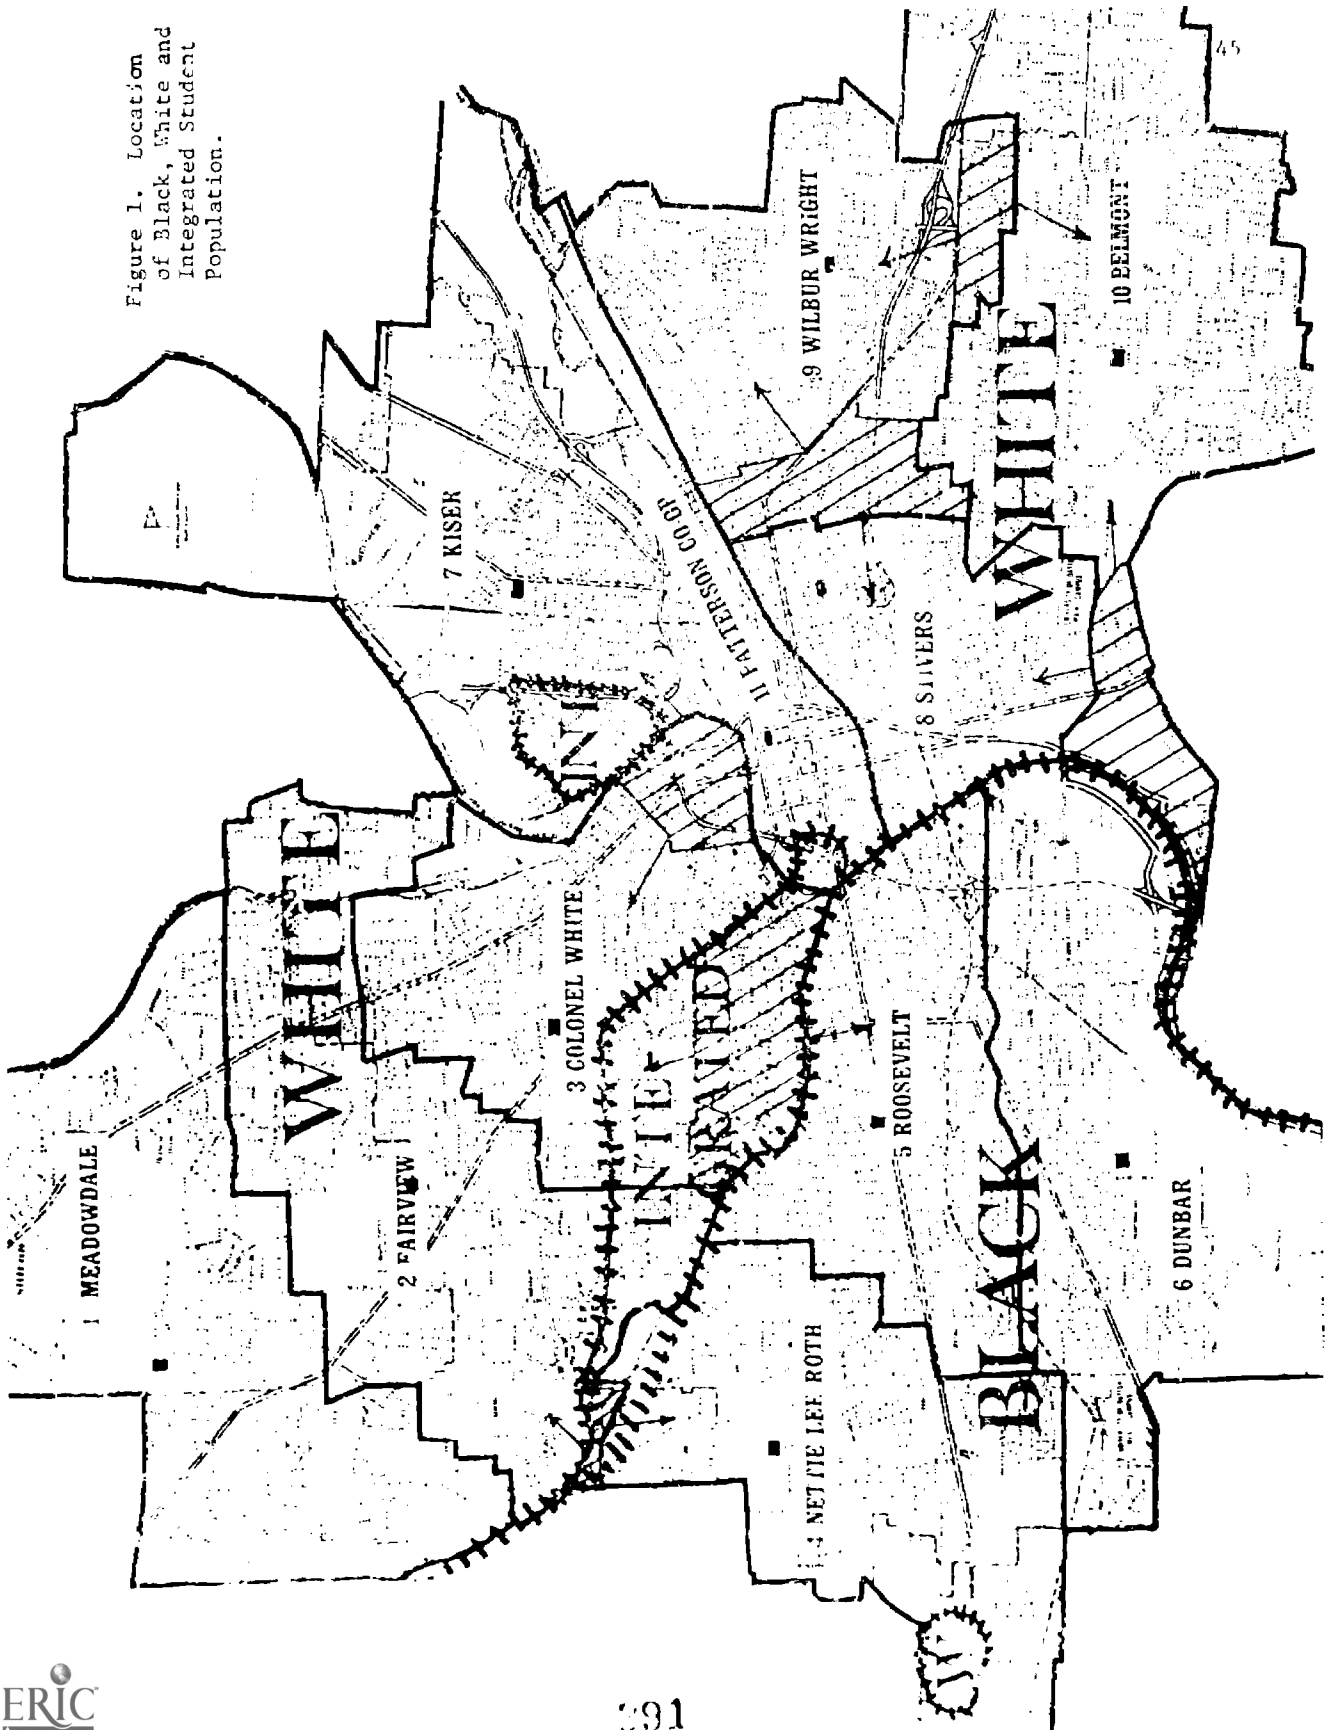 Figure 1. Location
of Black, White and
Integrated Student
Population.
45
1 MEADOWDALE
2 FAIRVIEW
3 COLONEL WHITE
4 NETTIE LEE ROTH
5 ROOSEVELT
6 DUNBAR
7 KISER
8 STIVERS
9 WILBUR WRIGHT
10 BELMONT
11 PATTERSON CO OP
WHITE
INT
INTE-
GRATED
WHITE
BLACK
W
291
ERIC